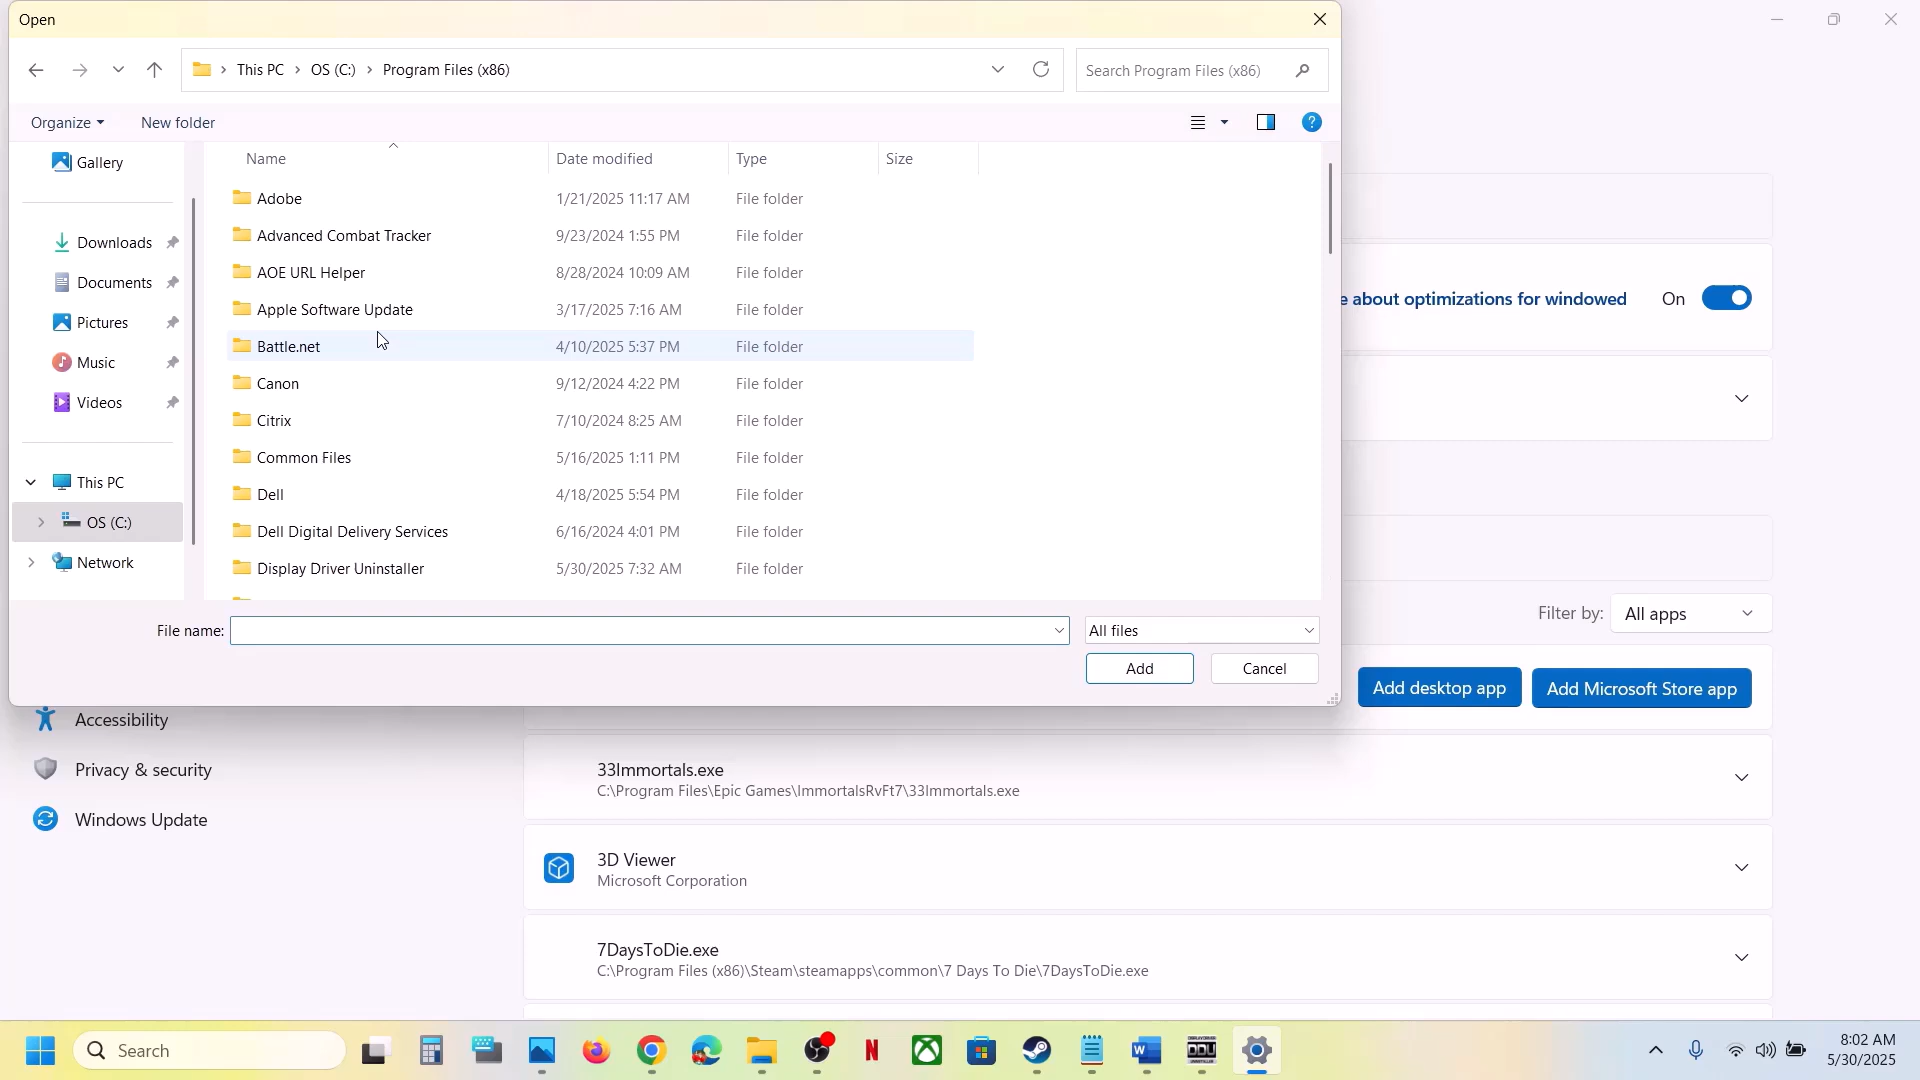 Open
This PC > OS (C:) > Program Files (x86)
Search Program Files (x86)
Organize
New folder
Gallery
Downloads
Documents
Pictures
Music
Videos
This PC
OS (C:)
Network
Name Date modified Type Size
Adobe 1/21/2025 11:17 AM File folder
Advanced Combat Tracker 9/23/2024 1:55 PM File folder
AOE URL Helper 8/28/2024 10:09 AM File folder
Apple Software Update 3/17/2025 7:16 AM File folder
Battle.net 4/10/2025 5:37 PM File folder
Canon 9/12/2024 4:22 PM File folder
Citrix 7/10/2024 8:25 AM File folder
Common Files 5/16/2025 1:11 PM File folder
Dell 4/18/2025 5:54 PM File folder
Dell Digital Delivery Services 6/16/2024 4:01 PM File folder
Display Driver Uninstaller 5/30/2025 7:32 AM File folder
File name:
All files
Add
Cancel
e about optimizations for windowed
On
Filter by: All apps
Add desktop app
Add Microsoft Store app
Accessibility
Privacy & security
Windows Update
33Immortals.exe
C:\Program Files\Epic Games\ImmortalsRvFt7\33Immortals.exe
3D Viewer
Microsoft Corporation
7DaysToDie.exe
C:\Program Files (x86)\Steam\steamapps\common\7 Days To Die\7DaysToDie.exe
Search
DDU
8:02 AM
5/30/2025